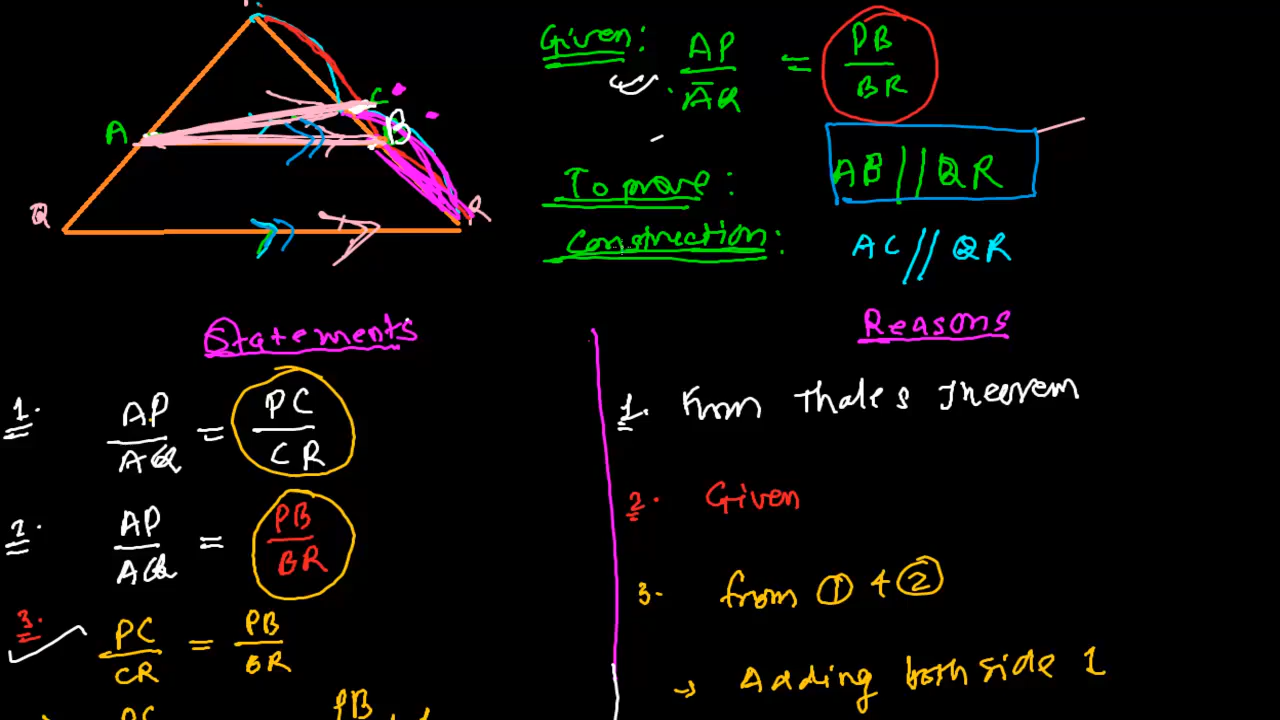 P
A
C
B
Q
R
Given: AP/AQ = PB/BR
To prove: AB // QR
Construction: AC // QR
Statements
Reasons
1. AP/AQ = PC/CR
1. From Thales Theorem
2. AP/AQ = PB/BR
2. Given
3. PC/CR = PB/BR
3. from ① & ②
→ Adding both side 1
PC
PB